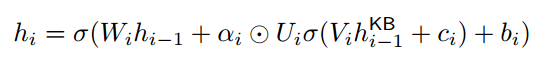 h_i = σ(W_i h_{i−1} + α_i ⊙ U_i σ(V_i h_{i−1}^{KB} + c_i) + b_i)